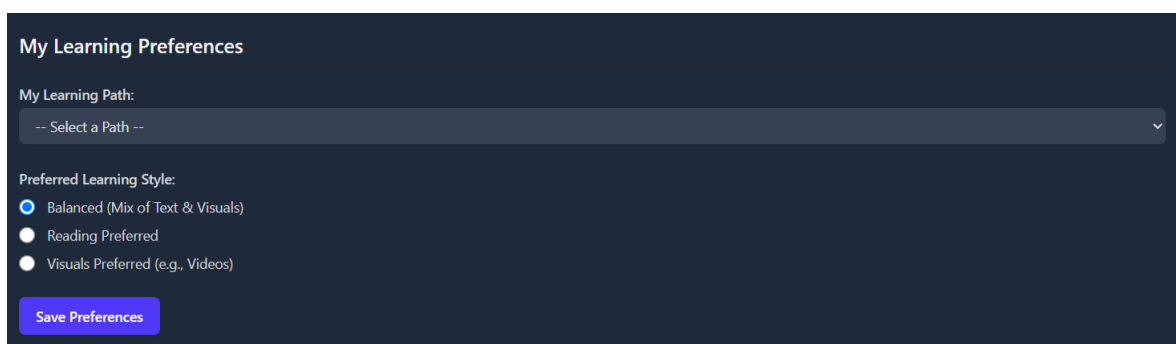 My Learning Preferences
My Learning Path:
-- Select a Path --
Preferred Learning Style:
Balanced (Mix of Text & Visuals)
Reading Preferred
Visuals Preferred (e.g., Videos)
Save Preferences